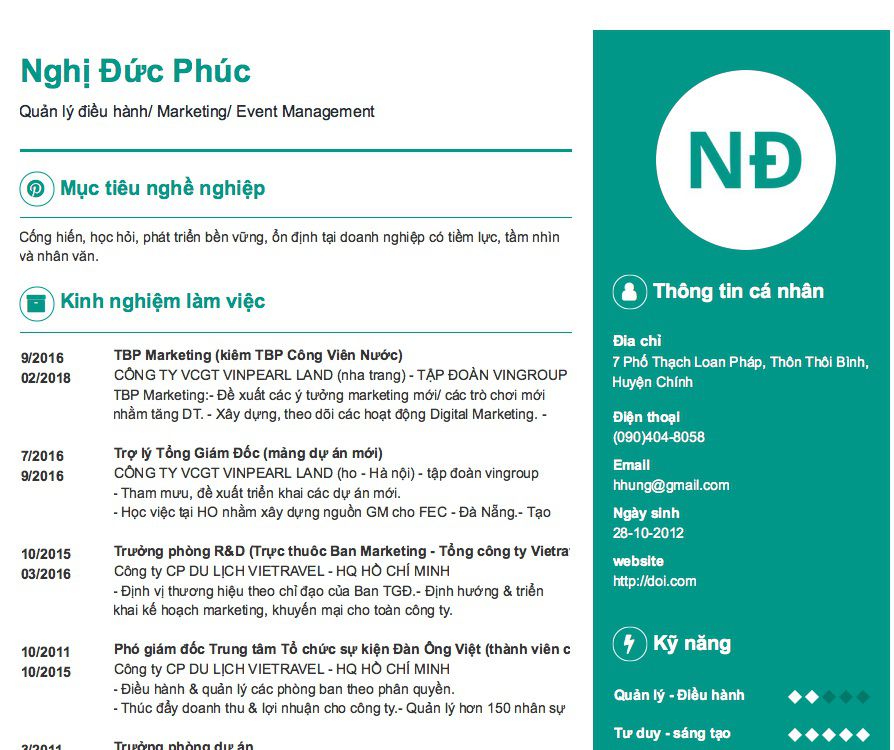 Nghị Đức Phúc
Quản lý điều hành/ Marketing/ Event Management
Mục tiêu nghề nghiệp
Cống hiến, học hỏi, phát triển bền vững, ổn định tại doanh nghiệp có tiềm lực, tầm nhìn
và nhân văn.
Kinh nghiệm làm việc
9/2016
02/2018
TBP Marketing (kiêm TBP Công Viên Nước)
CÔNG TY VCGT VINPEARL LAND (nha trang) - TẬP ĐOÀN VINGROUP
TBP Marketing:- Đề xuất các ý tưởng marketing mới/ các trò chơi mới
nhằm tăng DT. - Xây dựng, theo dõi các hoạt động Digital Marketing. -
7/2016
9/2016
Trợ lý Tổng Giám Đốc (mảng dự án mới)
CÔNG TY VCGT VINPEARL LAND (ho - Hà nội) - tập đoàn vingroup
- Tham mưu, đề xuất triển khai các dự án mới.
- Học việc tại HO nhằm xây dựng nguồn GM cho FEC - Đà Nẵng.- Tạo
10/2015
03/2016
Trưởng phòng R&D (Trực thuôc Ban Marketing - Tổng công ty Vietra
Công ty CP DU LỊCH VIETRAVEL - HQ HỒ CHÍ MINH
- Định vị thương hiệu theo chỉ đạo của Ban TGĐ.- Định hướng & triển
khai kế hoạch marketing, khuyến mại cho toàn công ty.
10/2011
10/2015
Phó giám đốc Trung tâm Tổ chức sự kiện Đàn Ông Việt (thành viên c
Công ty CP DU LỊCH VIETRAVEL - HQ HỒ CHÍ MINH
- Điều hành & quản lý các phòng ban theo phân quyền.
- Thúc đẩy doanh thu & lợi nhuận cho công ty.- Quản lý hơn 150 nhân sự
3/2011
Trưởng phòng dự án
NĐ
Thông tin cá nhân
Đia chỉ
7 Phố Thạch Loan Pháp, Thôn Thôi Bình,
Huyện Chính
Điện thoại
(090)404-8058
Email
hhung@gmail.com
Ngày sinh
28-10-2012
website
http://doi.com
Kỹ năng
Quản lý - Điều hành
Tư duy - sáng tạo